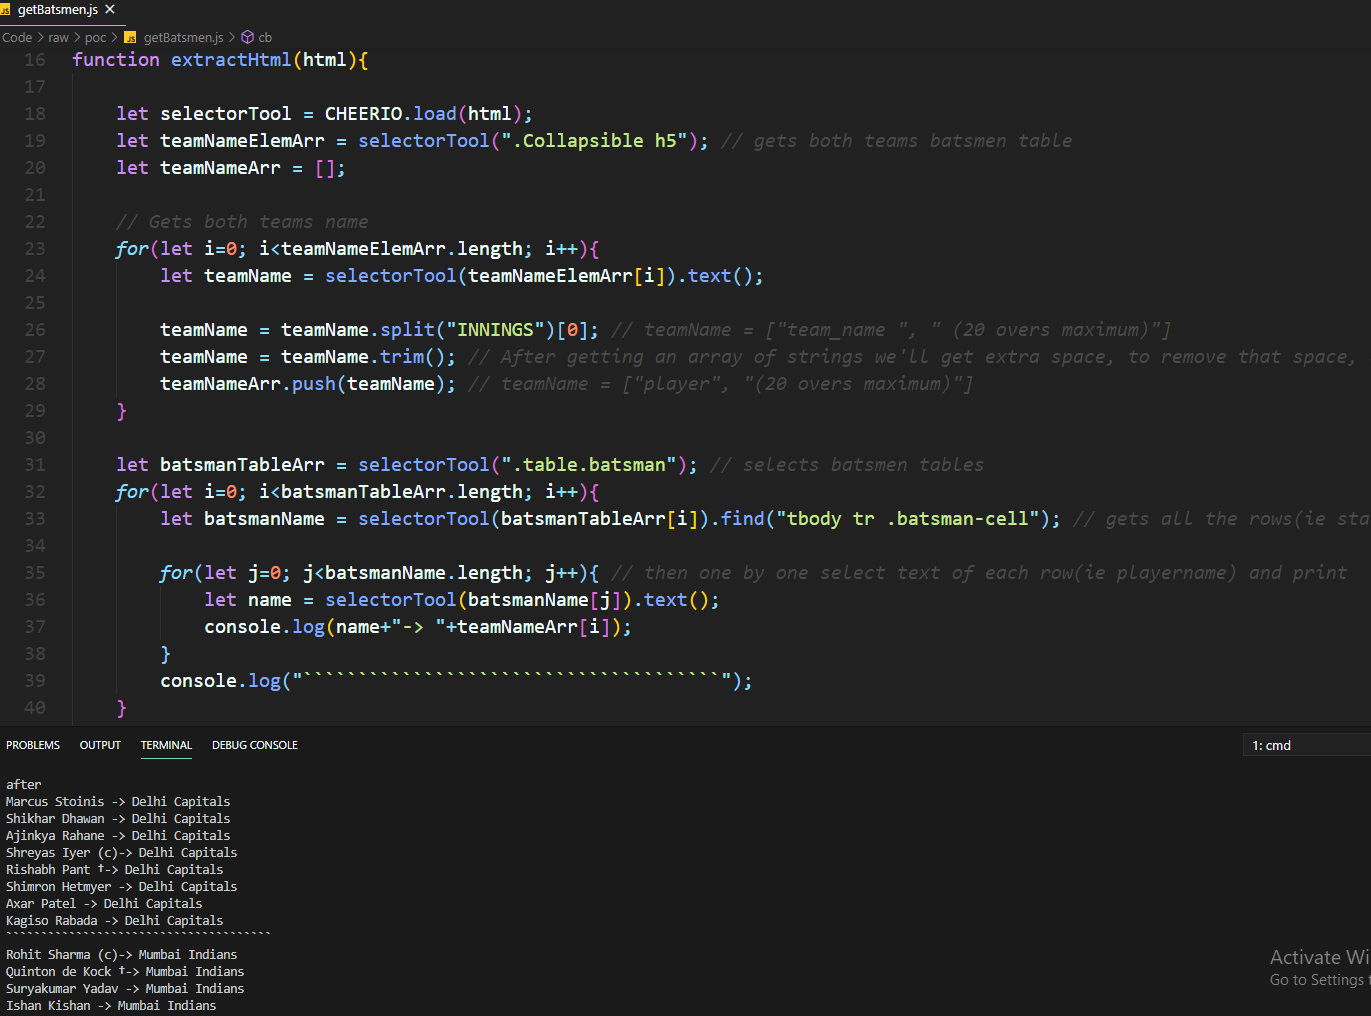 JS getBatsmen.js ×
Code > raw > poc > JS getBatsmen.js > cb
16 function extractHtml(html){
17
18 let selectorTool = CHEERIO.load(html);
19 let teamNameElemArr = selectorTool(".Collapsible h5"); // gets both teams batsmen table
20 let teamNameArr = [];
21
22 // Gets both teams name
23 for(let i=0; i<teamNameElemArr.length; i++){
24 let teamName = selectorTool(teamNameElemArr[i]).text();
25
26 teamName = teamName.split("INNINGS")[0]; // teamName = ["team_name ", " (20 overs maximum)"]
27 teamName = teamName.trim(); // After getting an array of strings we'll get extra space, to remove that space,
28 teamNameArr.push(teamName); // teamName = ["player", "(20 overs maximum)"]
29 }
30
31 let batsmanTableArr = selectorTool(".table.batsman"); // selects batsmen tables
32 for(let i=0; i<batsmanTableArr.length; i++){
33 let batsmanName = selectorTool(batsmanTableArr[i]).find("tbody tr .batsman-cell"); // gets all the rows(ie sta
34
35 for(let j=0; j<batsmanName.length; j++){ // then one by one select text of each row(ie playername) and print
36 let name = selectorTool(batsmanName[j]).text();
37 console.log(name+"-> "+teamNameArr[i]);
38 }
39 console.log("``````````````````````````````````````");
40 }
PROBLEMS OUTPUT TERMINAL DEBUG CONSOLE 1: cmd
after
Marcus Stoinis -> Delhi Capitals
Shikhar Dhawan -> Delhi Capitals
Ajinkya Rahane -> Delhi Capitals
Shreyas Iyer (c)-> Delhi Capitals
Rishabh Pant †-> Delhi Capitals
Shimron Hetmyer -> Delhi Capitals
Axar Patel -> Delhi Capitals
Kagiso Rabada -> Delhi Capitals
``````````````````````````````````````
Rohit Sharma (c)-> Mumbai Indians
Quinton de Kock †-> Mumbai Indians
Suryakumar Yadav -> Mumbai Indians
Ishan Kishan -> Mumbai Indians
Activate Wi
Go to Settings t